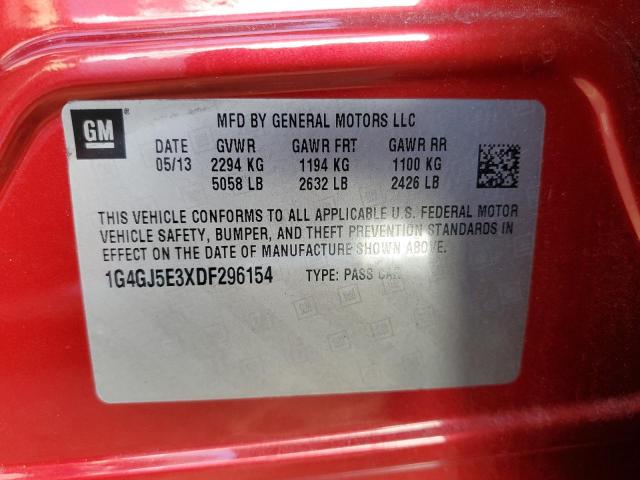 GM
MFD BY GENERAL MOTORS LLC
DATE GVWR GAWR FRT GAWR RR
05/13 2294 KG 1194 KG 1100 KG
5058 LB 2632 LB 2426 LB
THIS VEHICLE CONFORMS TO ALL APPLICABLE U.S. FEDERAL MOTOR
VEHICLE SAFETY, BUMPER, AND THEFT PREVENTION STANDARDS IN
EFFECT ON THE DATE OF MANUFACTURE SHOWN ABOVE.
1G4GJ5E3XDF296154 TYPE: PASS CAR